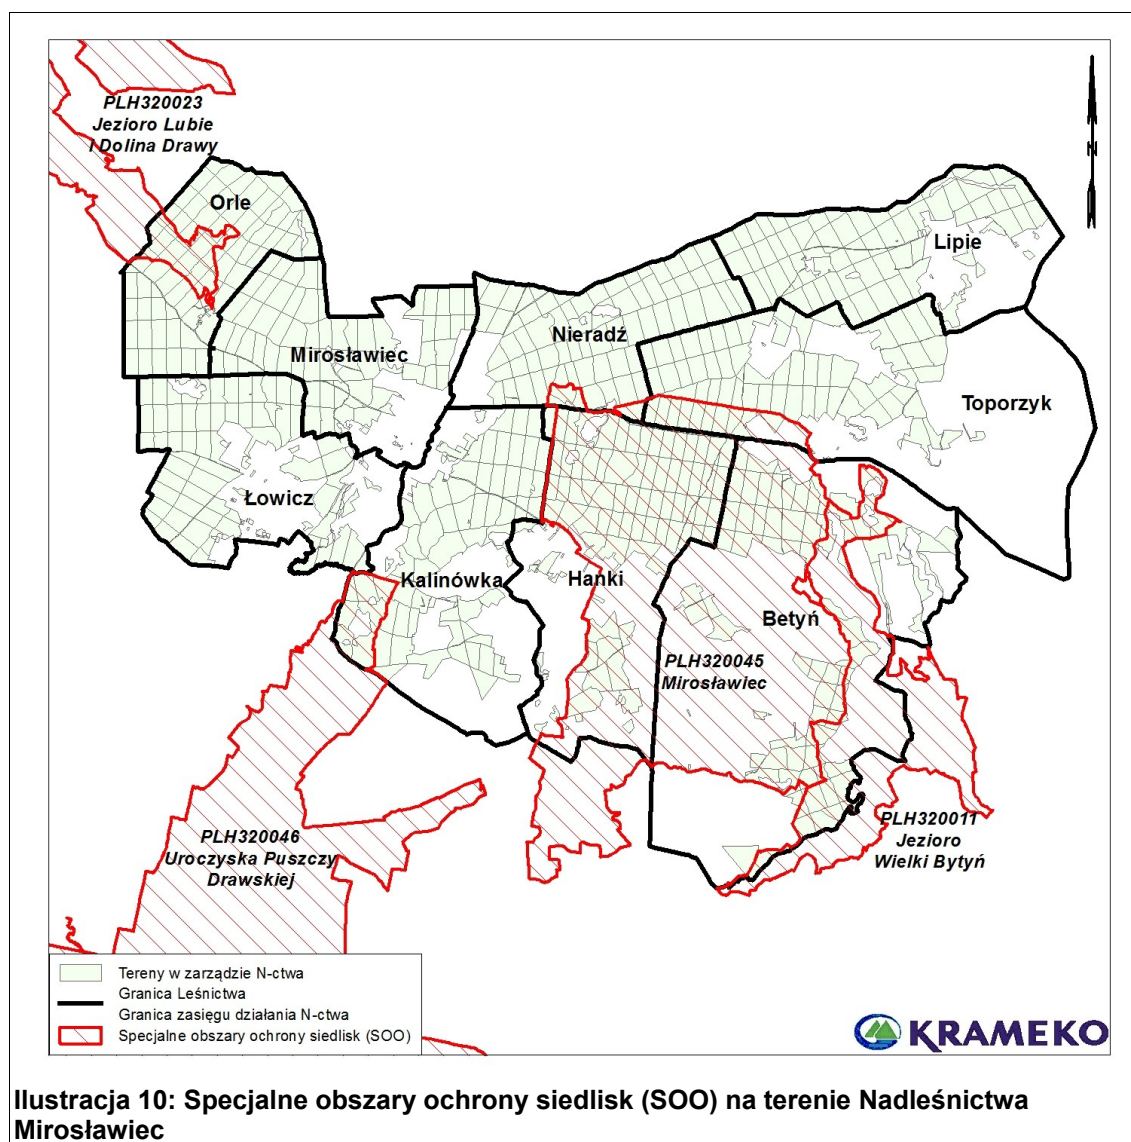 PLH320023
Jezioro Lubie
I Dolina Drawy
Orle
N
Lipie
Nieradź
Mirosławiec
Toporzyk
Łowicz
Kalinówka
Hanki
Betyń
PLH320045
Mirosławiec
PLH320046
Uroczyska Puszczy
Drawskiej
PLH320011
Jezioro
Wielki Bytyń
Tereny w zarządzie N-ctwa
Granica Leśnictwa
Granica zasięgu działania N-ctwa
Specjalne obszary ochrony siedlisk (SOO)
KRAMEKO
Ilustracja 10: Specjalne obszary ochrony siedlisk (SOO) na terenie Nadleśnictwa
Mirosławiec